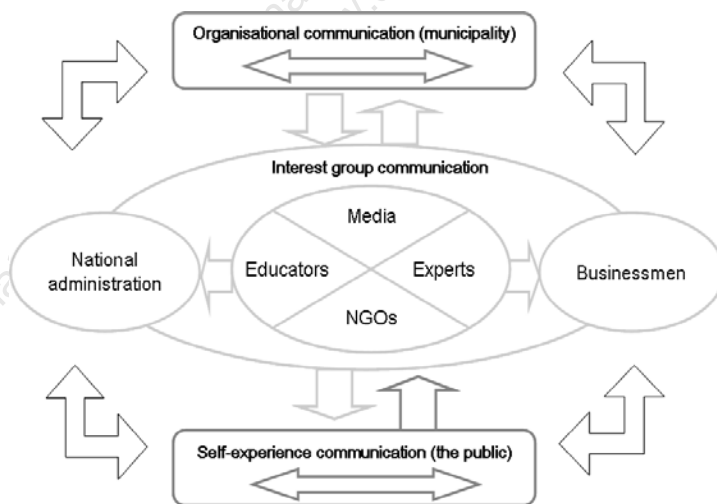 Organisational communication (municipality)
Interest group communication
Media
National
administration
Educators
Experts
Businessmen
NGOs
Self-experience communication (the public)